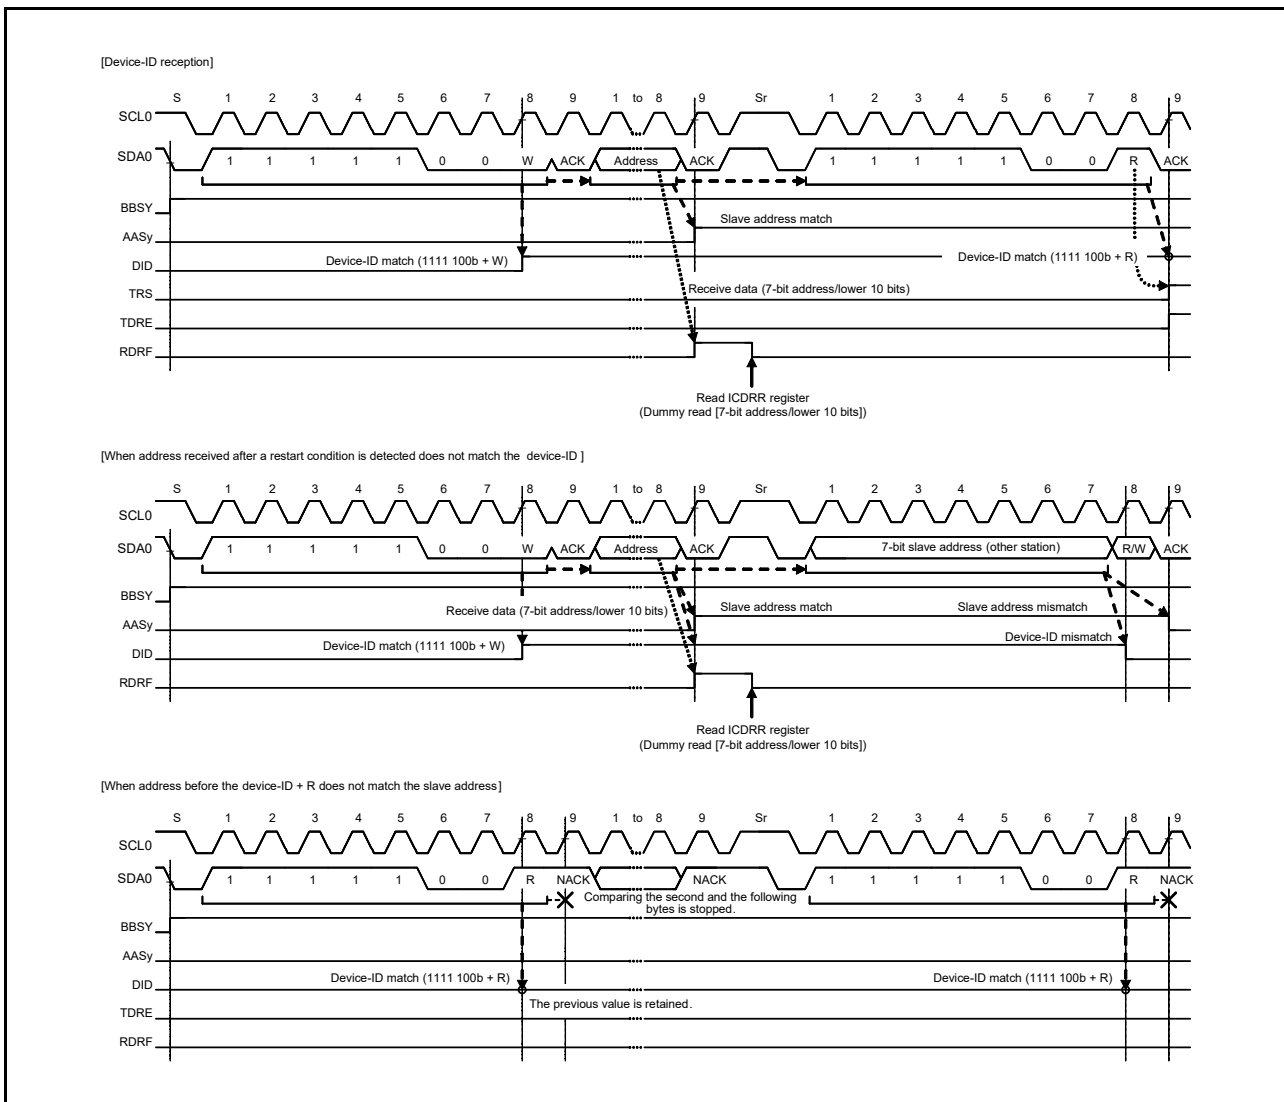 [Device-ID reception]
S 1 2 3 4 5 6 7 8 9 1 to 8 9 Sr 1 2 3 4 5 6 7 8 9
SCL0
SDA0 1 1 1 1 1 0 0 W ACK Address ACK 1 1 1 1 1 0 0 R ACK
BBSY
Slave address match
AASy
Device-ID match (1111 100b + W) Device-ID match (1111 100b + R)
DID
Receive data (7-bit address/lower 10 bits)
TRS
TDRE
RDRF
Read ICDRR register
(Dummy read [7-bit address/lower 10 bits])
[When address received after a restart condition is detected does not match the device-ID ]
S 1 2 3 4 5 6 7 8 9 1 to 8 9 Sr 1 2 3 4 5 6 7 8 9
SCL0
SDA0 1 1 1 1 1 0 0 W ACK Address ACK 7-bit slave address (other station) R/W ACK
BBSY
Receive data (7-bit address/lower 10 bits) Slave address match Slave address mismatch
AASy
Device-ID match (1111 100b + W) Device-ID mismatch
DID
RDRF
Read ICDRR register
(Dummy read [7-bit address/lower 10 bits])
[When address before the device-ID + R does not match the slave address]
S 1 2 3 4 5 6 7 8 9 1 to 8 9 Sr 1 2 3 4 5 6 7 8 9
SCL0
SDA0 1 1 1 1 1 0 0 R NACK NACK 1 1 1 1 1 0 0 R NACK
Comparing the second and the following
bytes is stopped.
BBSY
AASy
Device-ID match (1111 100b + R) Device-ID match (1111 100b + R)
DID
The previous value is retained.
TDRE
RDRF